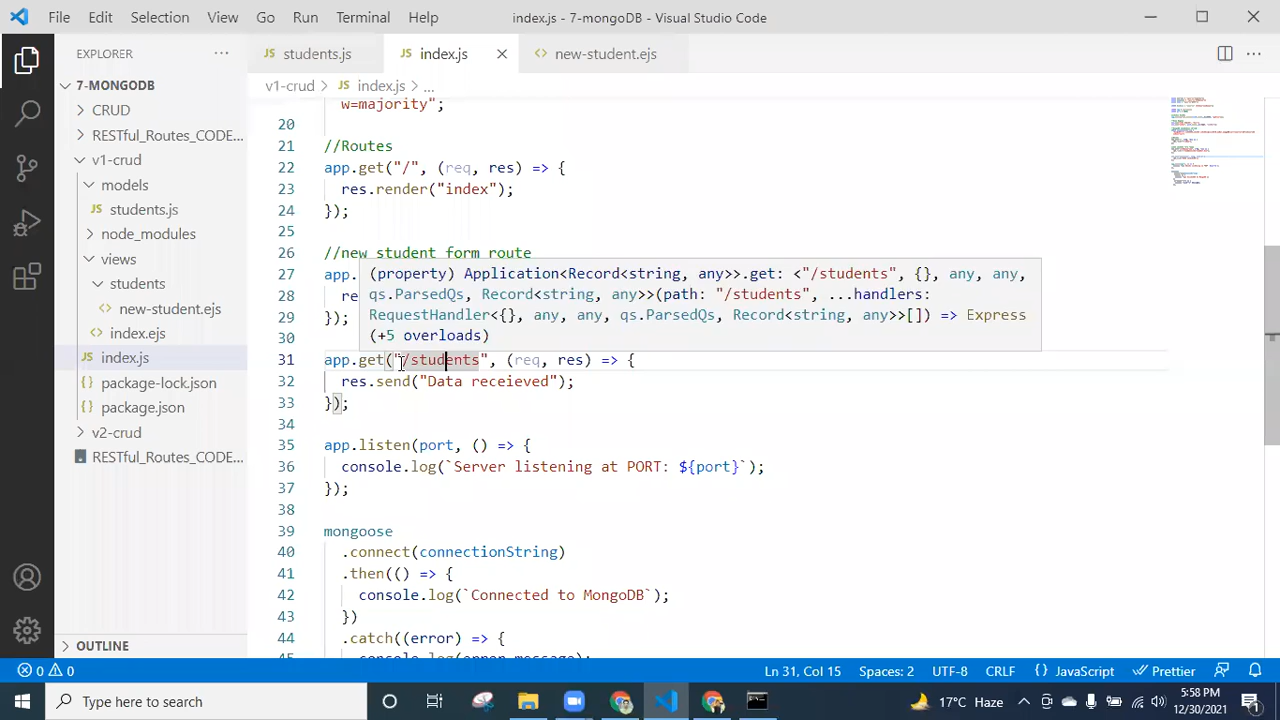 File Edit Selection View Go Run Terminal Help index.js - 7-mongoDB - Visual Studio Code
EXPLORER ... students.js index.js new-student.ejs
7-MONGODB
CRUD
RESTful_Routes_CODE...
v1-crud
models
students.js
node_modules
views
students
new-student.ejs
index.ejs
index.js
package-lock.json
package.json
v2-crud
RESTful_Routes_CODE...
OUTLINE
v1-crud > index.js > ...
w=majority";
20
21 //Routes
22 app.get("/", (req, res) => {
23 res.render("index");
24 });
25
26 //new student form route
27 app.
28 re
29 });
(property) Application<Record<string, any>>.get: <"/students", {}, any, any,
qs.ParsedQs, Record<string, any>>(path: "/students", ...handlers:
RequestHandler<{}, any, any, qs.ParsedQs, Record<string, any>>[]) => Express
(+5 overloads)
30
31 app.get("/students", (req, res) => {
32 res.send("Data receieved");
33 });
34
35 app.listen(port, () => {
36 console.log(`Server listening at PORT: ${port}`);
37 });
38
39 mongoose
40 .connect(connectionString)
41 .then(() => {
42 console.log(`Connected to MongoDB`);
43 })
44 .catch((error) => {
45 console.log(error.message);
0 0 Ln 31, Col 15 Spaces: 2 UTF-8 CRLF {} JavaScript Prettier
Type here to search 17°C Haze 5:58 PM
12/30/2021